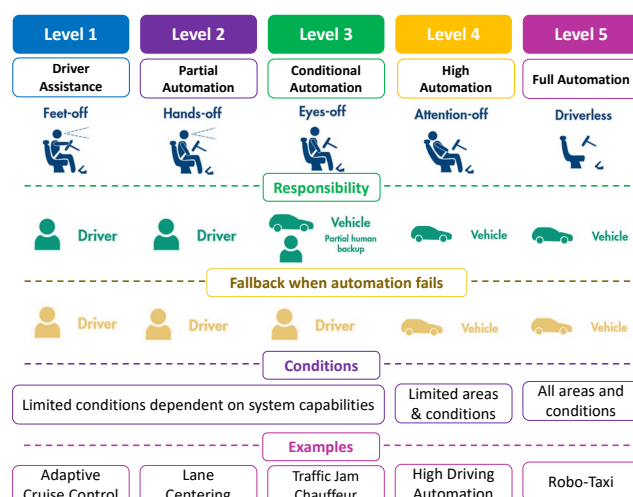 Level 1
Level 2
Level 3
Level 4
Level 5
Driver
Assistance
Partial
Automation
Conditional
Automation
High
Automation
Full Automation
Feet-off
Hands-off
Eyes-off
Attention-off
Driverless
Responsibility
Driver
Driver
Vehicle
Partial human
backup
Vehicle
Vehicle
Fallback when automation fails
Driver
Driver
Driver
Vehicle
Vehicle
Conditions
Limited conditions dependent on system capabilities
Limited areas
& conditions
All areas and
conditions
Examples
Adaptive
Cruise Control
Lane
Centering
Traffic Jam
Chauffeur
High Driving
Automation
Robo-Taxi